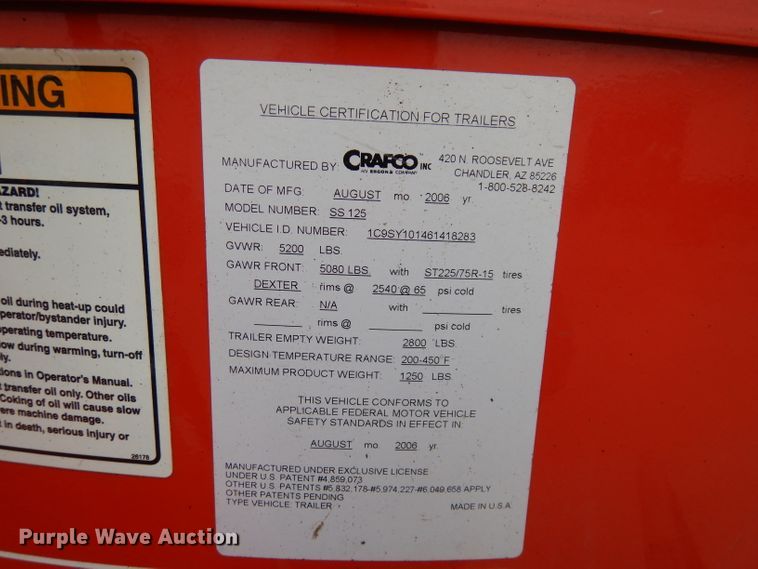 ING
AZARD!
transfer oil system,
-3 hours.
ediately.
oil during heat-up could
perator/bystander injury.
perating temperature.
ow during warming, turn-off
ly.
tions in Operator's Manual.
transfer oil only. Other oils
Coking of oil will cause slow
ere machine damage.
t in death, serious injury or
26178
VEHICLE CERTIFICATION FOR TRAILERS
MANUFACTURED BY: CRAFCO INC
AN ERGON COMPANY
420 N. ROOSEVELT AVE
CHANDLER, AZ 85226
1-800-528-8242
DATE OF MFG: AUGUST mo. 2006 yr.
MODEL NUMBER: SS 125
VEHICLE I.D. NUMBER: 1C9SY101461418283
GVWR: 5200 LBS.
GAWR FRONT: 5080 LBS. with ST225/75R-15 tires
DEXTER rims @ 2540 @ 65 psi cold
GAWR REAR: N/A with tires
rims @ psi cold
TRAILER EMPTY WEIGHT: 2800 LBS.
DESIGN TEMPERATURE RANGE: 200-450°F
MAXIMUM PRODUCT WEIGHT: 1250 LBS.
THIS VEHICLE CONFORMS TO
APPLICABLE FEDERAL MOTOR VEHICLE
SAFETY STANDARDS IN EFFECT IN:
AUGUST mo. 2006 yr.
MANUFACTURED UNDER EXCLUSIVE LICENSE
UNDER U.S. PATENT #4,859,073
OTHER U.S. PATENTS #5,832,178-#5,974,227-#6,049,658 APPLY
OTHER PATENTS PENDING
TYPE VEHICLE: TRAILER MADE IN U.S.A.
Purple Wave Auction